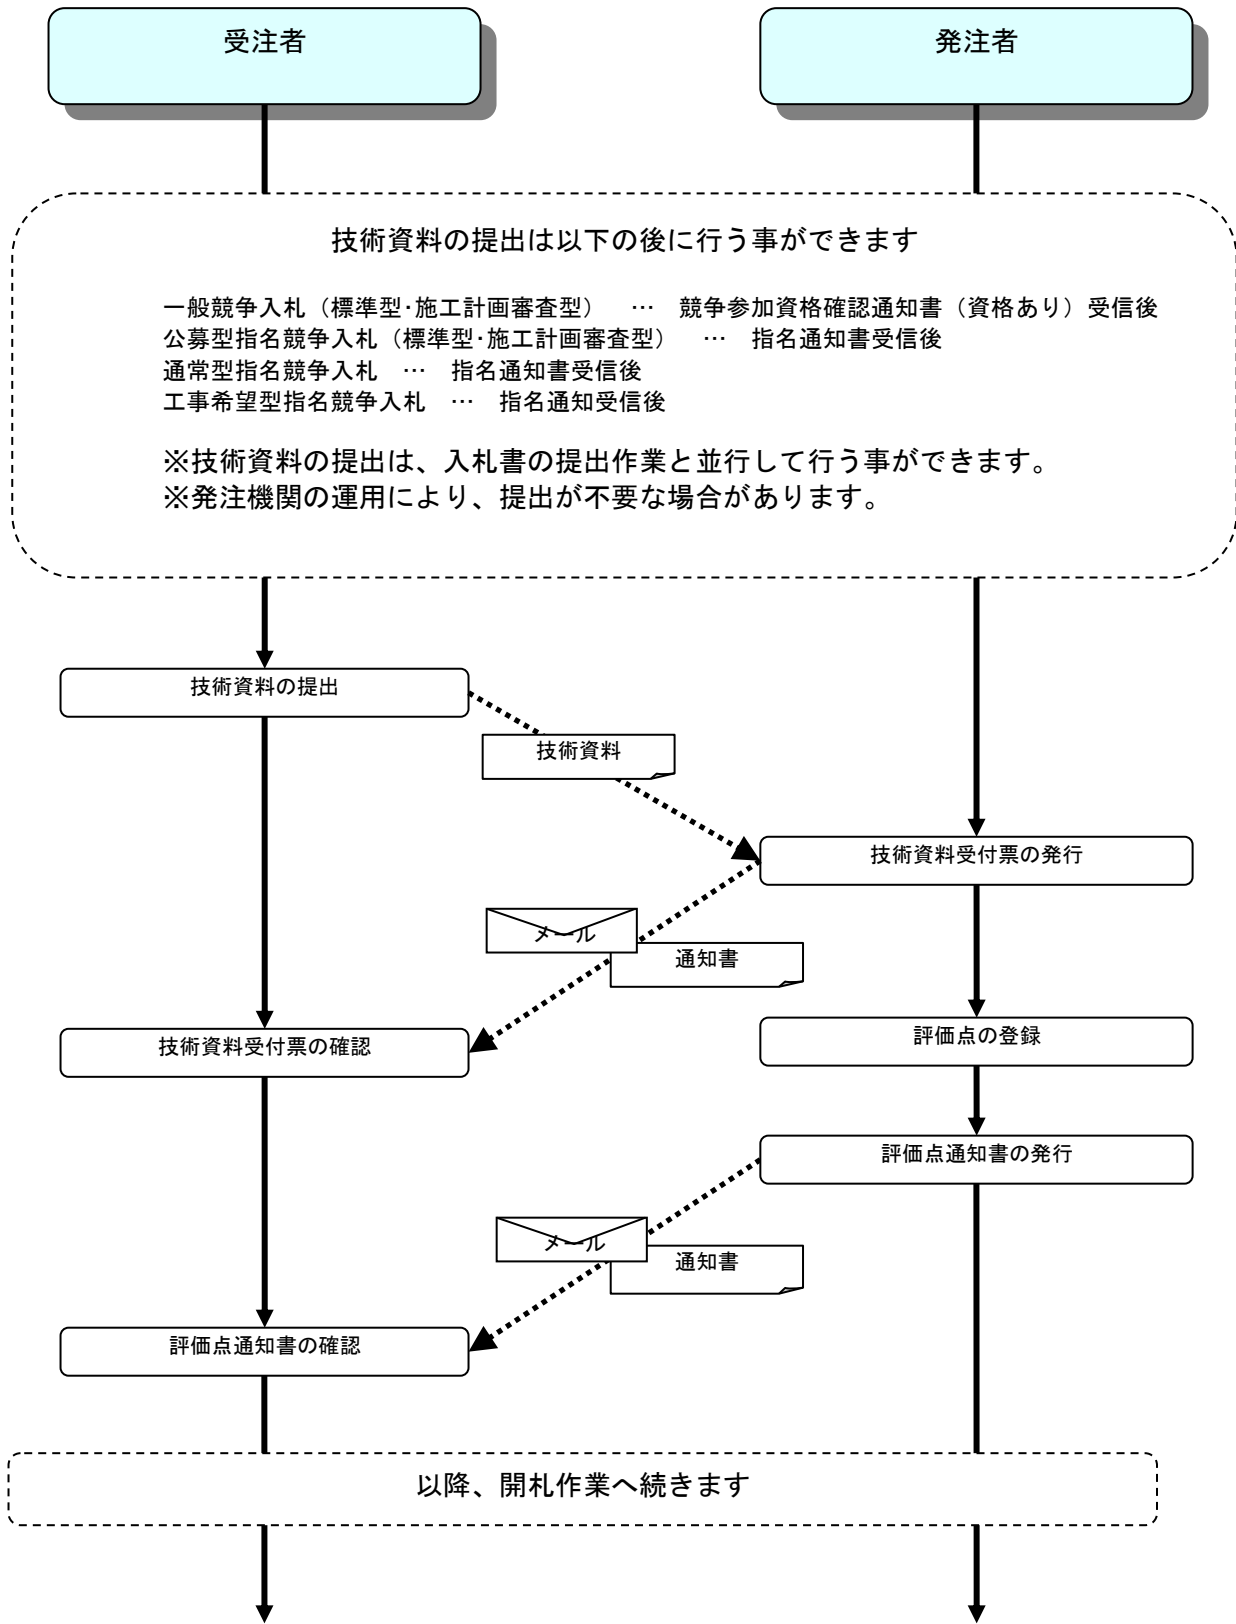 受注者
発注者
技術資料の提出は以下の後に行う事ができます
一般競争入札（標準型・施工計画審査型）　…　競争参加資格確認通知書（資格あり）受信後
公募型指名競争入札（標準型・施工計画審査型）　…　指名通知書受信後
通常型指名競争入札　…　指名通知書受信後
工事希望型指名競争入札　…　指名通知受信後
※技術資料の提出は、入札書の提出作業と並行して行う事ができます。
※発注機関の運用により、提出が不要な場合があります。
技術資料の提出
技術資料
技術資料受付票の発行
メール
通知書
評価点の登録
技術資料受付票の確認
評価点通知書の発行
メール
通知書
評価点通知書の確認
以降、開札作業へ続きます